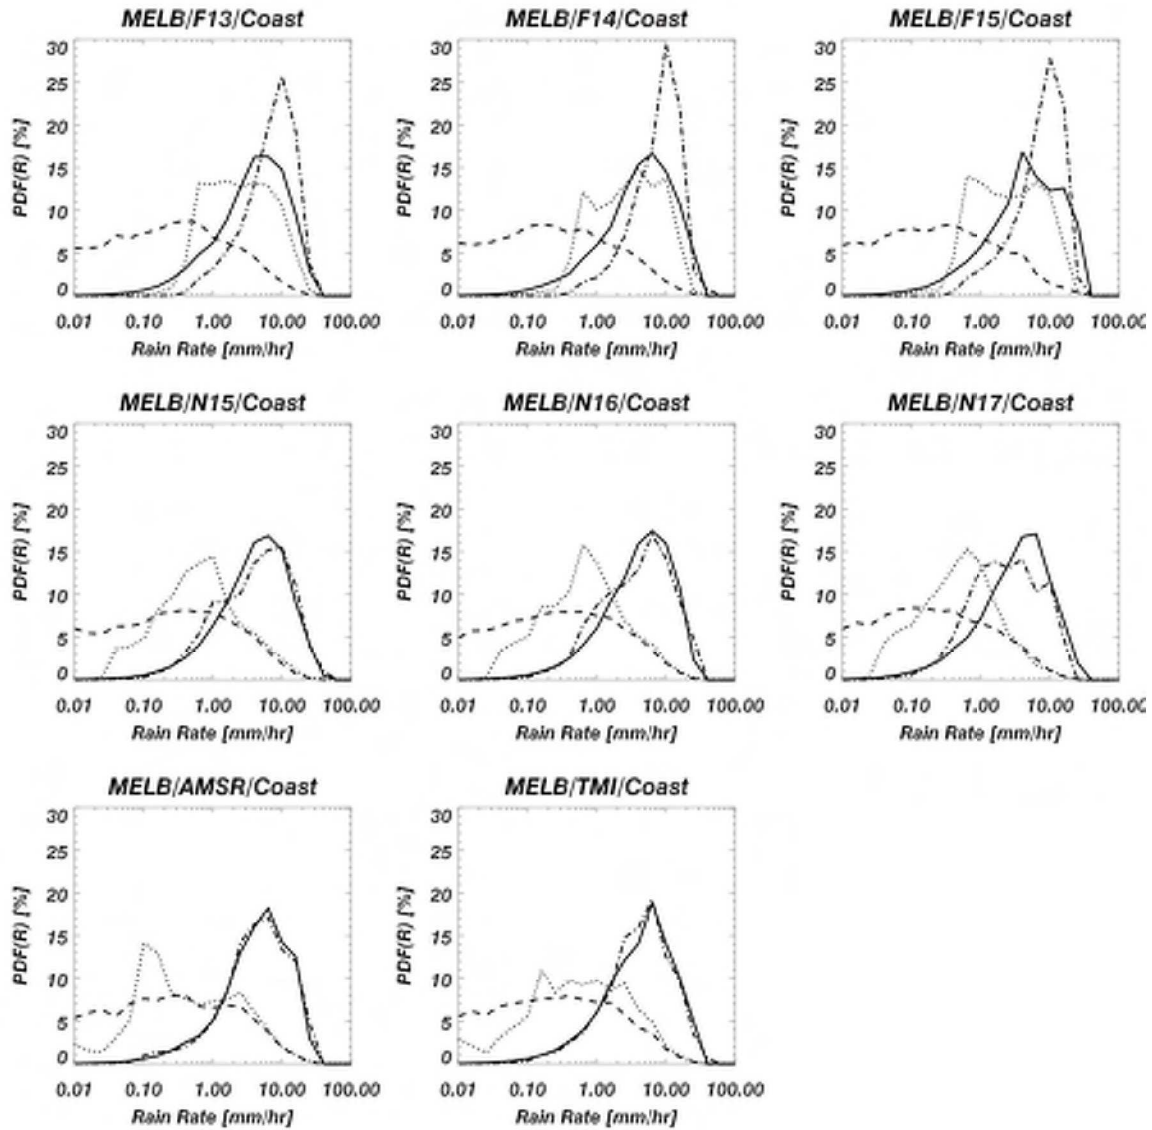 MELB/F13/Coast MELB/F14/Coast MELB/F15/Coast
30 30 30
25 25 25
20 20 20
15 15 15
10 10 10
5 5 5
0 0 0
PDF(R) [%] PDF(R) [%] PDF(R) [%]
0.01 0.10 1.00 10.00 100.00 0.01 0.10 1.00 10.00 100.00 0.01 0.10 1.00 10.00 100.0
Rain Rate [mm/hr] Rain Rate [mm/hr] Rain Rate [mm/hr]
MELB/N15/Coast MELB/N16/Coast MELB/N17/Coast
30 30 30
25 25 25
20 20 20
15 15 15
10 10 10
5 5 5
0 0 0
PDF(R) [%] PDF(R) [%] PDF(R) [%]
0.01 0.10 1.00 10.00 100.00 0.01 0.10 1.00 10.00 100.00 0.01 0.10 1.00 10.00 100.0
Rain Rate [mm/hr] Rain Rate [mm/hr] Rain Rate [mm/hr]
MELB/AMSR/Coast MELB/TMI/Coast
30 30
25 25
20 20
15 15
10 10
5 5
0 0
PDF(R) [%] PDF(R) [%]
0.01 0.10 1.00 10.00 100.00 0.01 0.10 1.00 10.00 100.00
Rain Rate [mm/hr] Rain Rate [mm/hr]